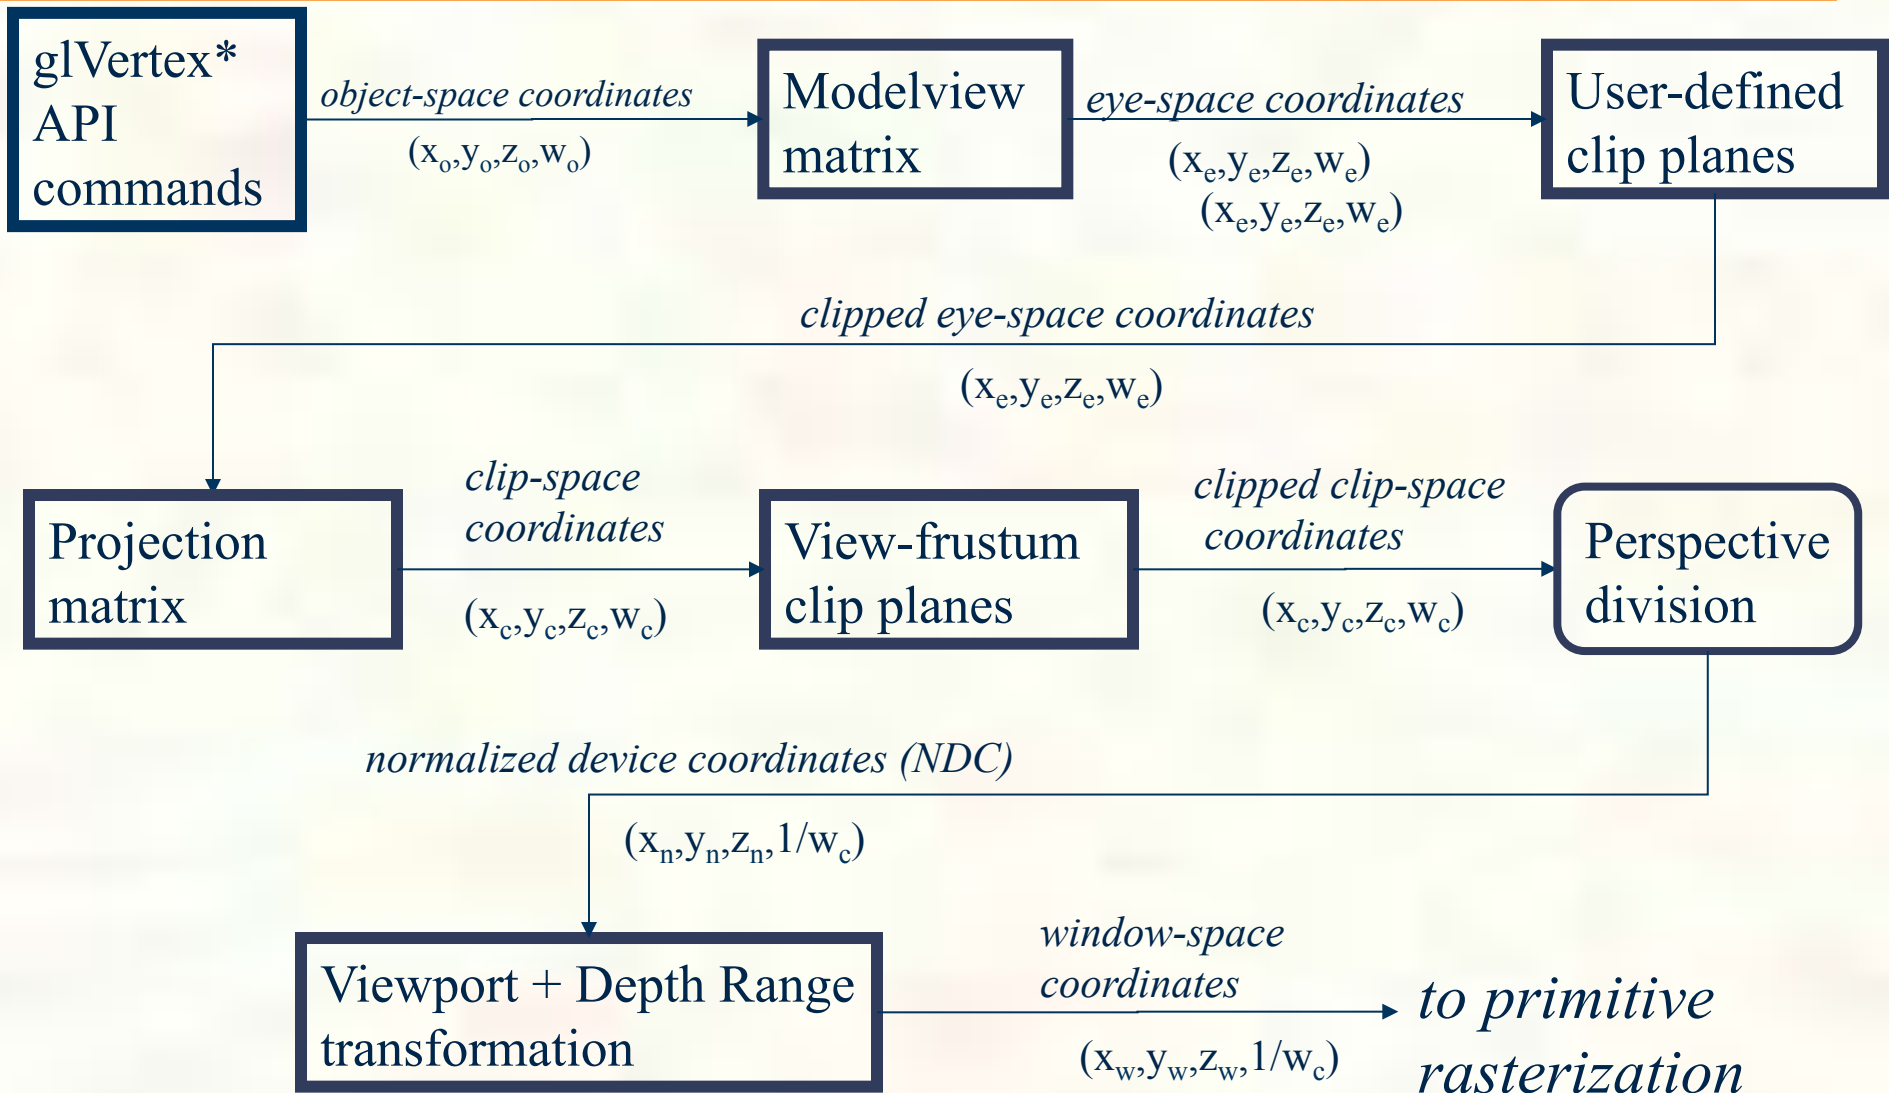 glVertex*
API
commands
object-space coordinates
(xo,yo,zo,wo)
Modelview
matrix
eye-space coordinates
(xe,ye,ze,we)
(xe,ye,ze,we)
User-defined
clip planes
clipped eye-space coordinates
(xe,ye,ze,we)
Projection
matrix
clip-space
coordinates
(xc,yc,zc,wc)
View-frustum
clip planes
clipped clip-space
coordinates
(xc,yc,zc,wc)
Perspective
division
normalized device coordinates (NDC)
(xn,yn,zn,1/wc)
Viewport + Depth Range
transformation
window-space
coordinates
(xw,yw,zw,1/wc)
to primitive
rasterization